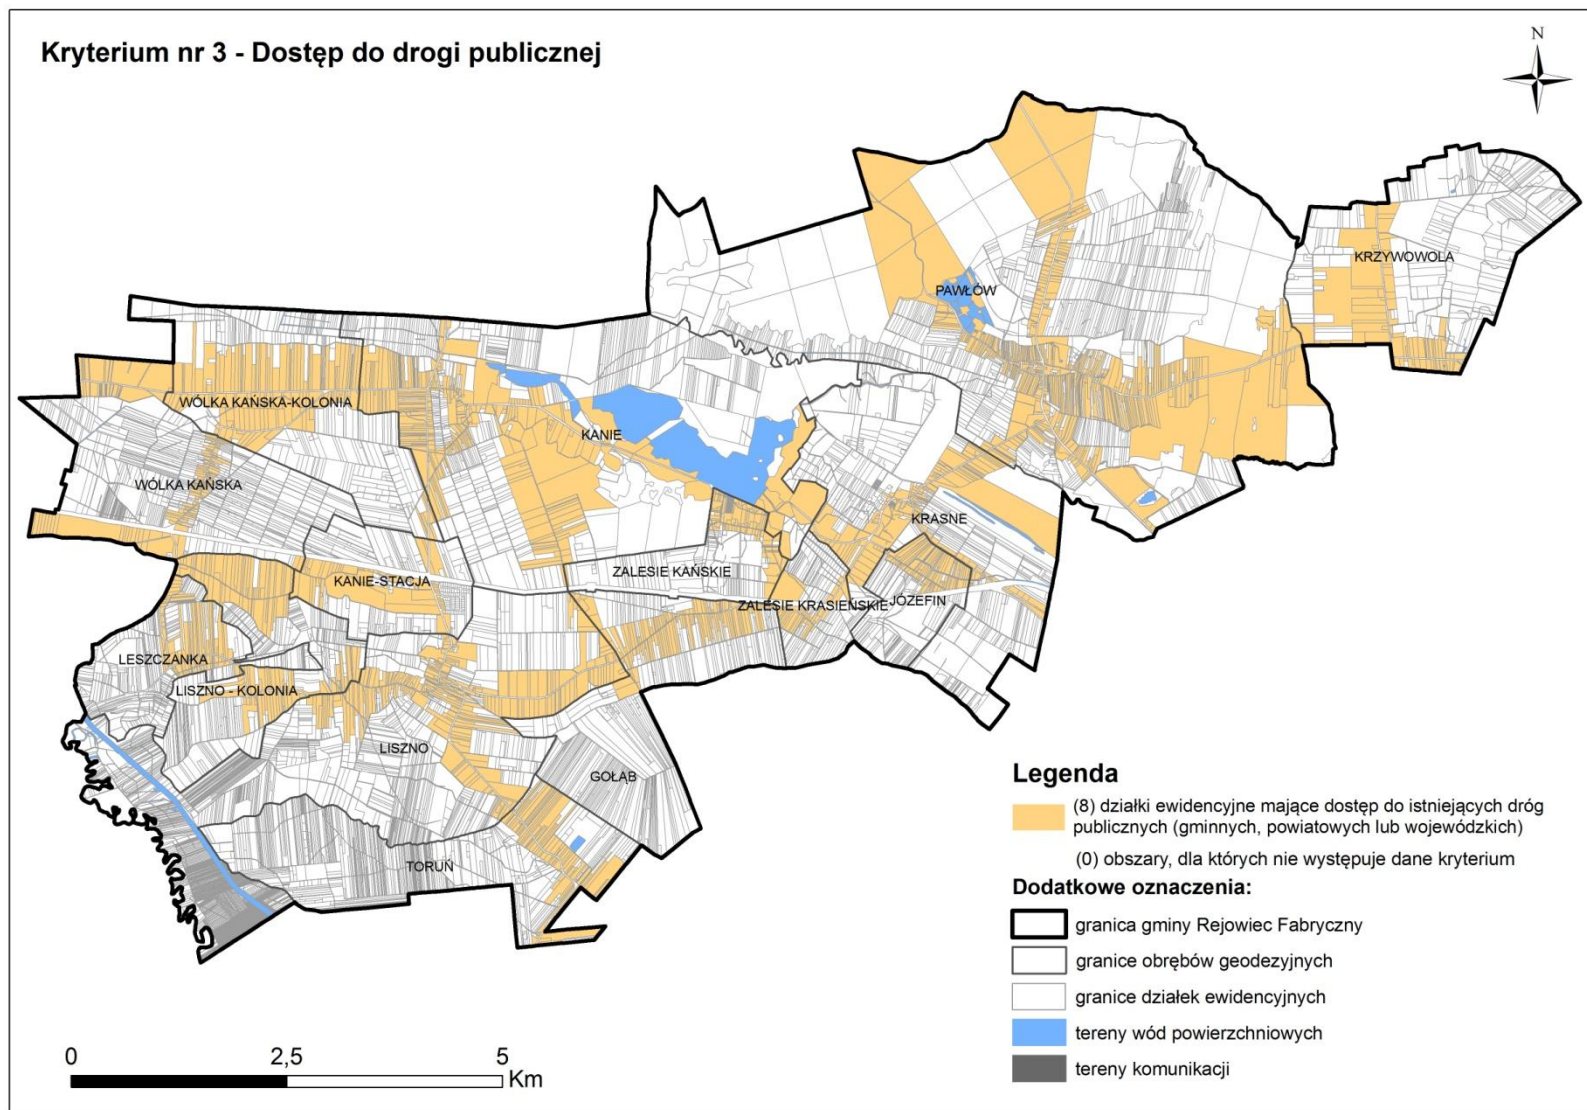 Kryterium nr 3 - Dostęp do drogi publicznej
N
KRZYWOWOLA
PAWŁÓW
WÓLKA KAŃSKA-KOLONIA
KANIE
WÓLKA KAŃSKA
KRASNE
ZALESIE KAŃSKIE
KANIE-STACJA
ZALESIE KRASIEŃSKIE
JÓZEFIN
LESZCZANKA
LISZNO - KOLONIA
LISZNO
GOŁĄB
TORUŃ
Legenda
(8) działki ewidencyjne mające dostęp do istniejących dróg
publicznych (gminnych, powiatowych lub wojewódzkich)
(0) obszary, dla których nie występuje dane kryterium
Dodatkowe oznaczenia:
granica gminy Rejowiec Fabryczny
granice obrębów geodezyjnych
granice działek ewidencyjnych
tereny wód powierzchniowych
tereny komunikacji
0 2,5 5
Km